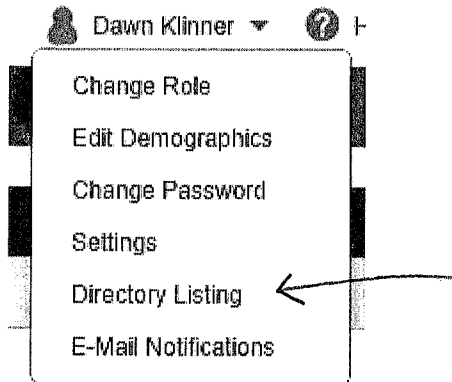 Dawn Klinner
Change Role
Edit Demographics
Change Password
Settings
Directory Listing
E-Mail Notifications